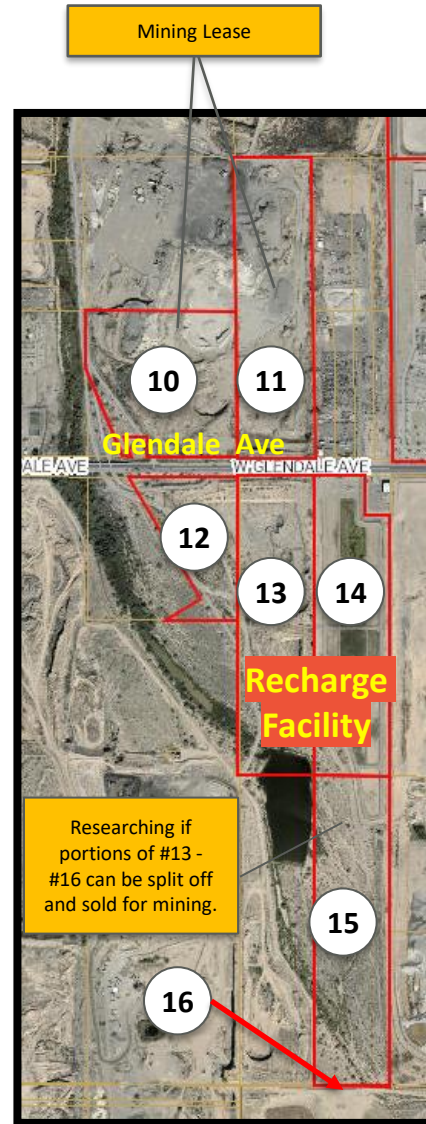 Mining Lease
10
11
Glendale Ave
ALE AVE
W GLENDALE AVE
12
13
14
Recharge
Facility
Researching if
portions of #13 -
#16 can be split off
and sold for mining.
15
16